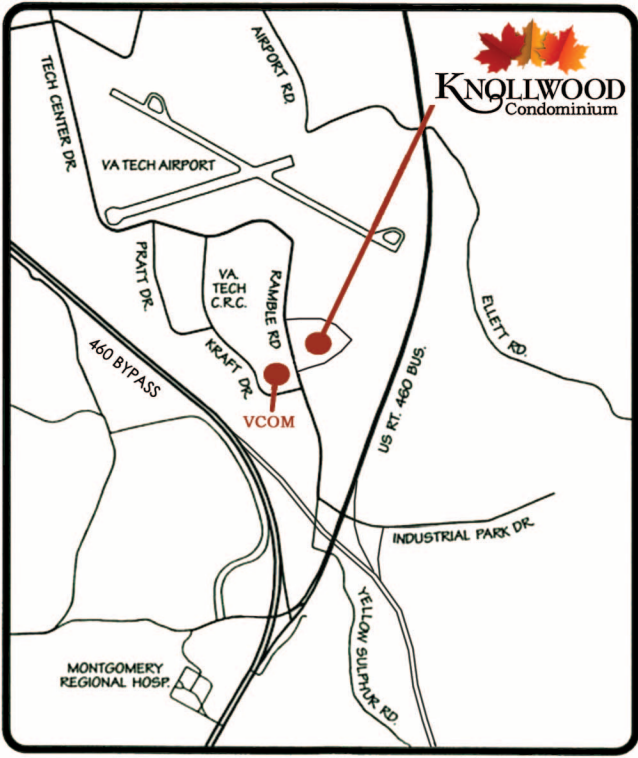 KNOLLWOOD
Condominium
AIRPORT RD.
TECH CENTER DR.
VA TECH AIRPORT
PRATT DR.
VA.
TECH
C.R.C.
RAMBLE RD
KRAFT DR.
ELLETT RD.
460 BYPASS
US RT. 460 BUS.
VCOM
INDUSTRIAL PARK DR.
YELLOW SULPHUR RD.
MONTGOMERY
REGIONAL HOSP.